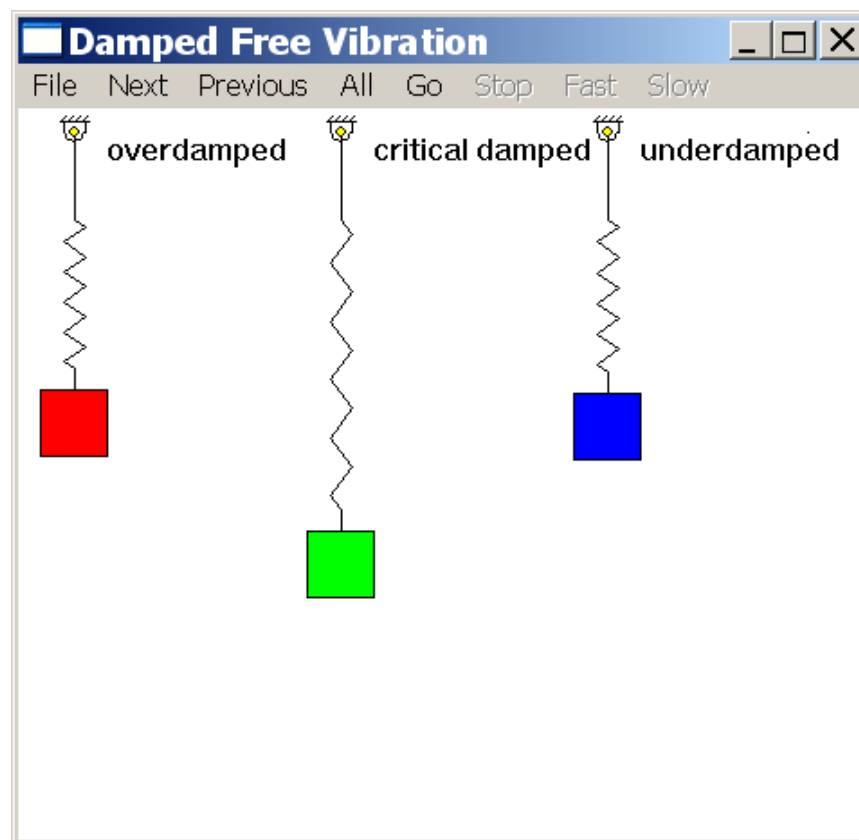 Damped Free Vibration
File Next Previous All Go Stop Fast Slow
overdamped critical damped underdamped